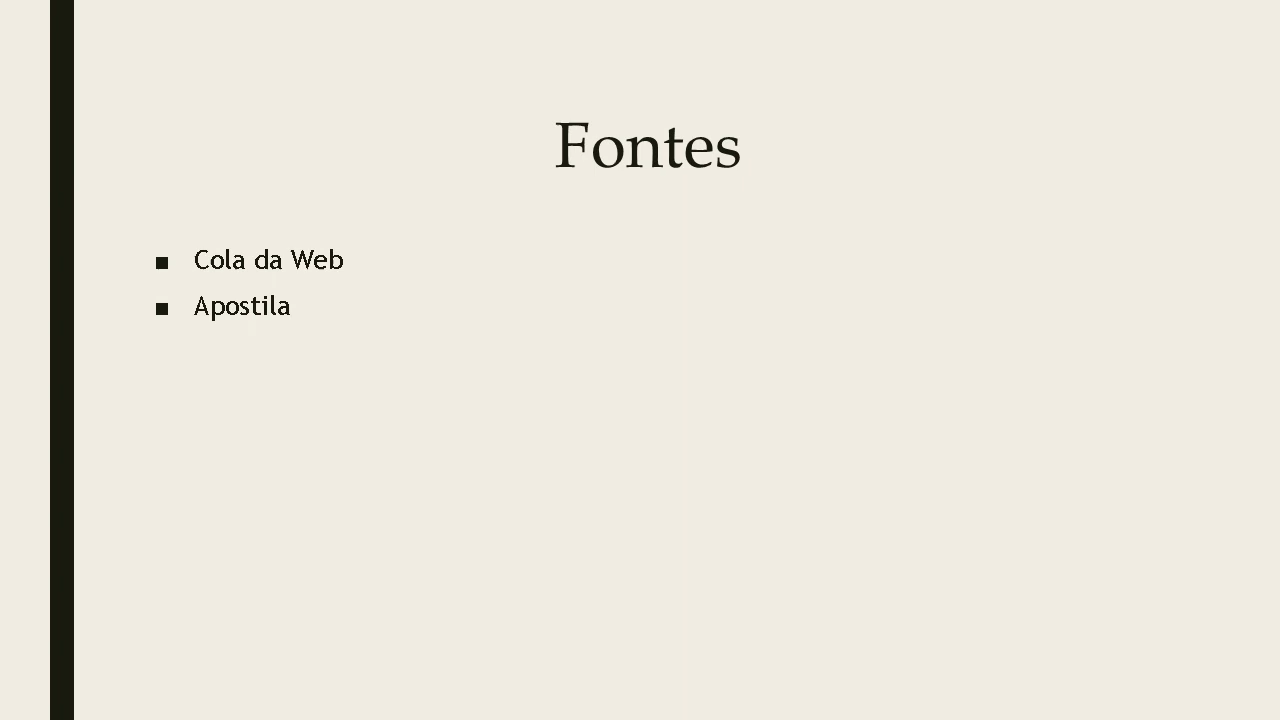 Fontes
■ Cola da Web
■ Apostila